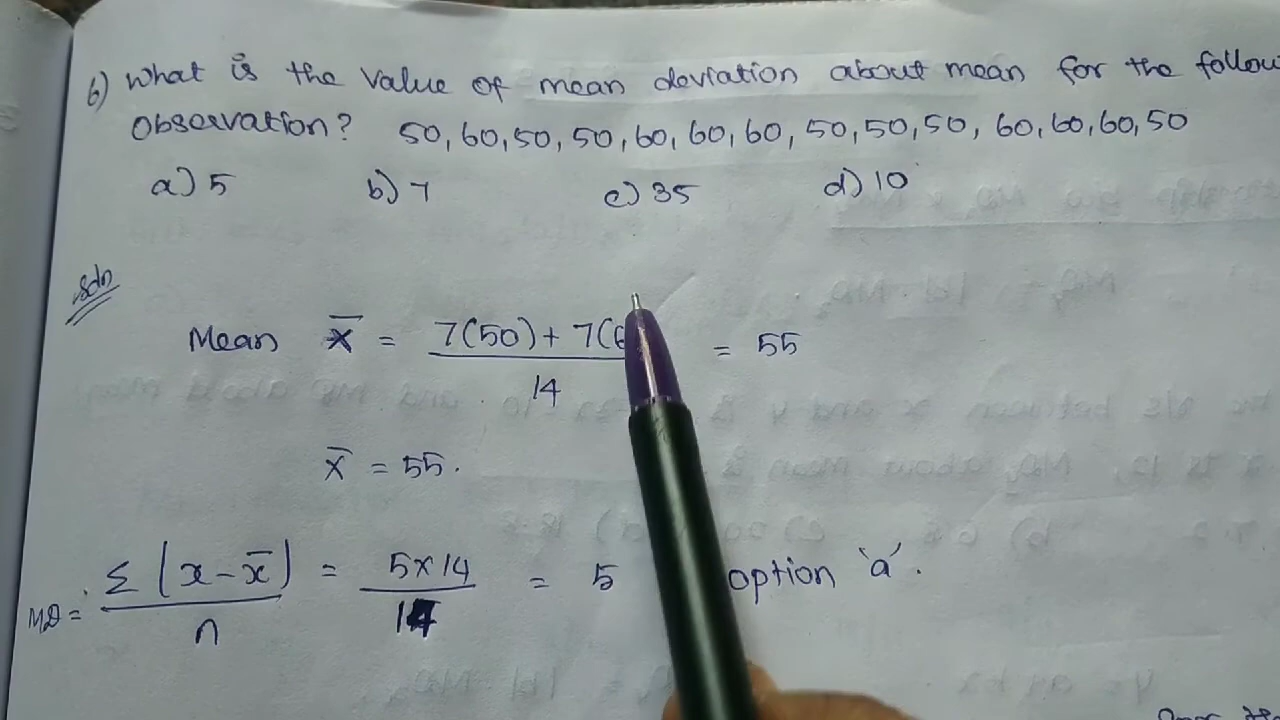 6) What is the value of mean deviation about mean for the follow
Observation? 50, 60, 50, 50, 60, 60, 60, 50, 50, 50, 60, 60, 60, 50
a) 5 b) 7 c) 35 d) 10
Soln
Mean x̄ = 7(50) + 7(6 / 14 = 55
x̄ = 55.
MD = Σ |x - x̄| / n = 5×14 / 14 = 5 option 'a'.